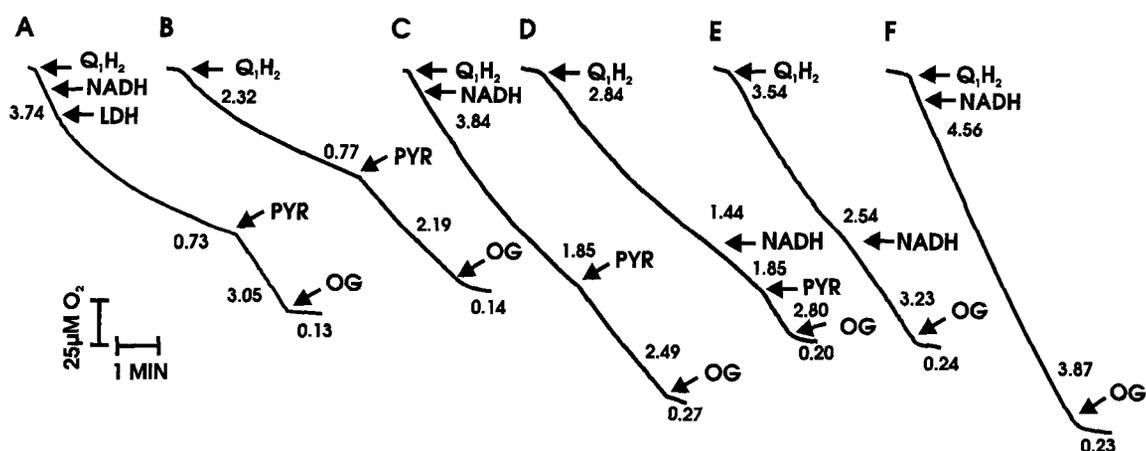 A
Q₁H₂
NADH
3.74
LDH
PYR
0.73
3.05
OG
0.13
25µM O₂
1 MIN
B
Q₁H₂
2.32
0.77
PYR
2.19
OG
0.14
C
Q₁H₂
NADH
3.84
1.85
PYR
2.49
OG
0.27
D
Q₁H₂
2.84
1.44
NADH
1.85
PYR
2.80
OG
0.20
E
Q₁H₂
3.54
2.54
NADH
3.23
OG
0.24
F
Q₁H₂
NADH
4.56
3.87
OG
0.23